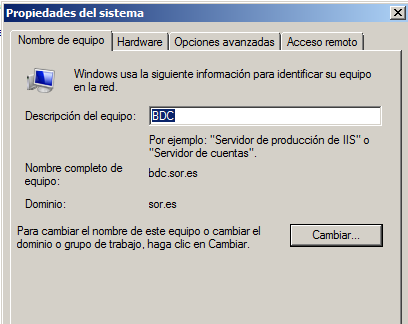 Propiedades del sistema
Nombre de equipo Hardware Opciones avanzadas Acceso remoto
Windows usa la siguiente información para identificar su equipo
en la red.
Descripción del equipo: BDC
Por ejemplo: "Servidor de producción de IIS" o
"Servidor de cuentas".
Nombre completo de bdc.sor.es
equipo:
Dominio: sor.es
Para cambiar el nombre de este equipo o cambiar el
dominio o grupo de trabajo, haga clic en Cambiar.
Cambiar...